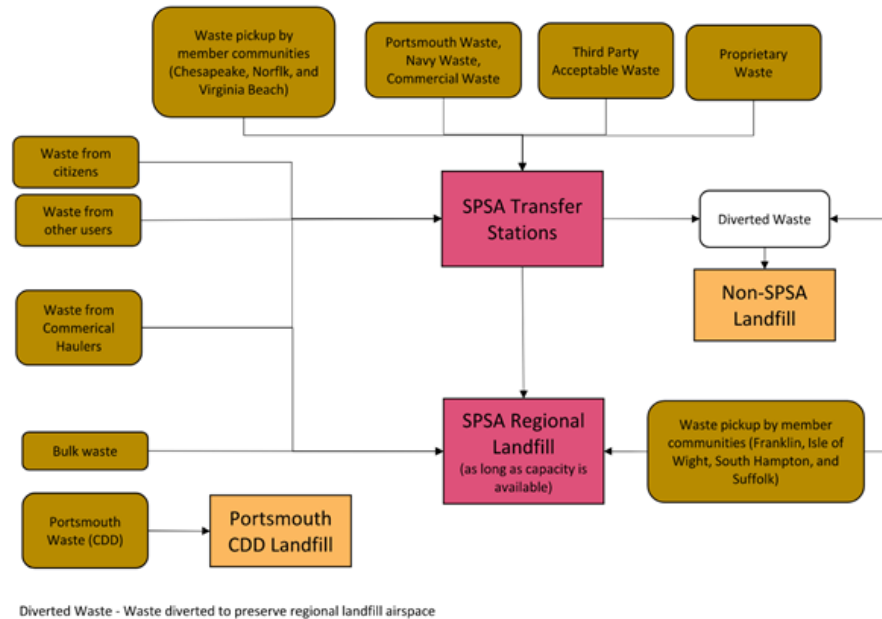 Waste pickup by
member communities
(Chesapeake, Norflk, and
Virginia Beach)
Portsmouth Waste,
Navy Waste,
Commercial Waste
Third Party
Acceptable Waste
Proprietary
Waste
Waste from
citizens
Waste from
other users
SPSA Transfer
Stations
Diverted Waste
Non-SPSA
Landfill
Waste from
Commerical
Haulers
SPSA Regional
Landfill
(as long as capacity is
available)
Waste pickup by member
communities (Franklin, Isle of
Wight, South Hampton, and
Suffolk)
Bulk waste
Portsmouth
Waste (CDD)
Portsmouth
CDD Landfill
Diverted Waste - Waste diverted to preserve regional landfill airspace